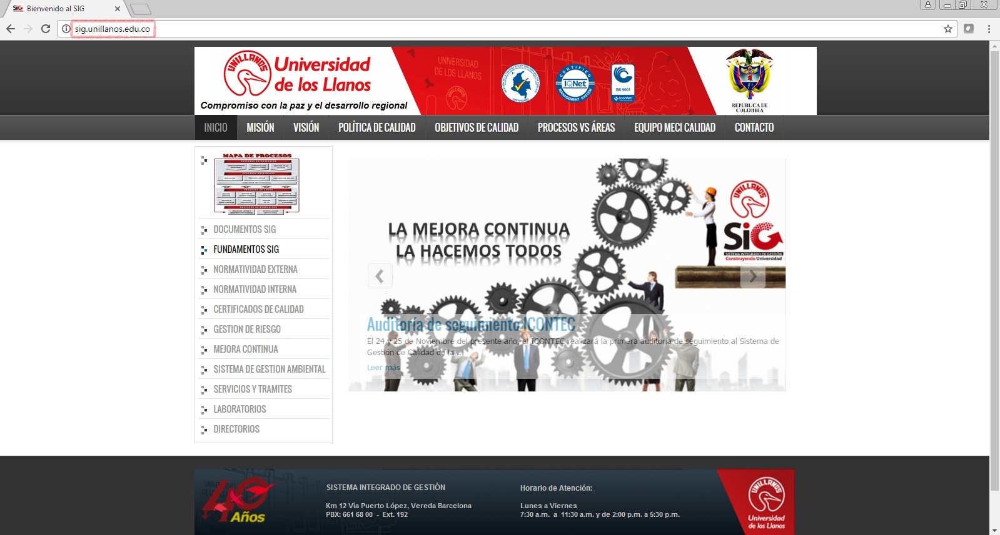 Bienvenido al SIG
sig.unillanos.edu.co
UNILLANOS
Universidad
de los Llanos
Compromiso con la paz y el desarrollo regional
UNIVERSIDAD
DE LOS LLANOS
CERTIFIED
IQNet
MANAGEMENT SYSTEM
ISO 9001
icontec
REPÚBLICA DE
COLOMBIA
INICIO
MISIÓN
VISIÓN
POLÍTICA DE CALIDAD
OBJETIVOS DE CALIDAD
PROCESOS VS ÁREAS
EQUIPO MECI CALIDAD
CONTACTO
MAPA DE PROCESOS
DOCUMENTOS SIG
FUNDAMENTOS SIG
NORMATIVIDAD EXTERNA
NORMATIVIDAD INTERNA
CERTIFICADOS DE CALIDAD
GESTION DE RIESGO
MEJORA CONTINUA
SISTEMA DE GESTION AMBIENTAL
SERVICIOS Y TRAMITES
LABORATORIOS
DIRECTORIOS
LA MEJORA CONTINUA
LA HACEMOS TODOS
UNILLANOS
SiG
SISTEMA INTEGRADO DE GESTIÓN
Construyendo Universidad
Auditoría de seguimiento ICONTEC
El 24 y 25 de Noviembre del presente año, el ICONTEC realizará la primera auditoría de seguimiento al Sistema de
Gestión de Calidad de la ...
Leer más
40
Años
SISTEMA INTEGRADO DE GESTIÓN
Km 12 Vía Puerto López, Vereda Barcelona
PBX: 661 68 00 - Ext. 192
Horario de Atención:
Lunes a Viernes
7:30 a.m. a 11:30 a.m. y de 2:00 p.m. a 5:30 p.m.
UNILLANOS
Universidad
de los Llanos